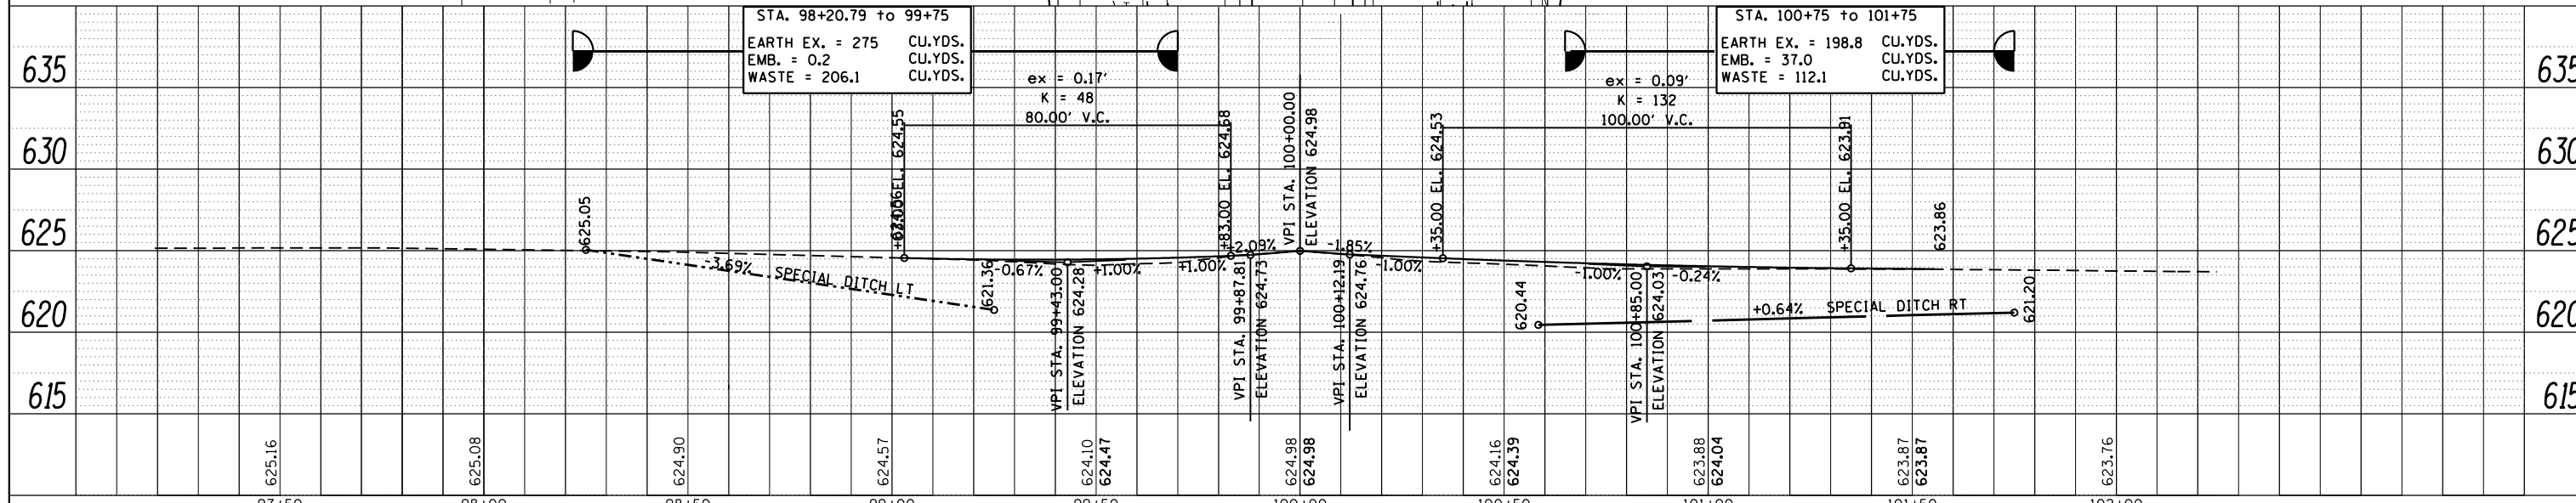 STA. 98+20.79 to 99+75
EARTH EX. = 275 CU.YDS.
EMB. = 0.2 CU.YDS.
WASTE = 206.1 CU.YDS.
STA. 100+75 to 101+75
EARTH EX. = 198.8 CU.YDS.
EMB. = 37.0 CU.YDS.
WASTE = 112.1 CU.YDS.
635
635
630
630
625
625
620
620
615
615
ex = 0.17'
K = 48
80.00' V.C.
ex = 0.09'
K = 132
100.00' V.C.
625.05
EL. 624.55
+83.00 EL. 624.68
VPI STA. 100+00.00
ELEVATION 624.98
+35.00 EL. 624.53
+35.00 EL. 623.91
623.86
-3.69%
SPECIAL DITCH LT
621.36
-0.67%
+1.00%
+1.00%
+2.09%
-1.85%
-1.00%
-1.00%
-0.24%
VPI STA. 99+43.00
ELEVATION 624.28
VPI STA. 99+87.81
ELEVATION 624.73
VPI STA. 100+12.19
ELEVATION 624.76
620.44
VPI STA. 100+85.00
ELEVATION 624.03
+0.64%
SPECIAL DITCH RT
621.20
625.16
625.08
624.90
624.57
624.10
624.47
624.98
624.98
624.16
624.39
623.88
624.04
623.87
623.87
623.76